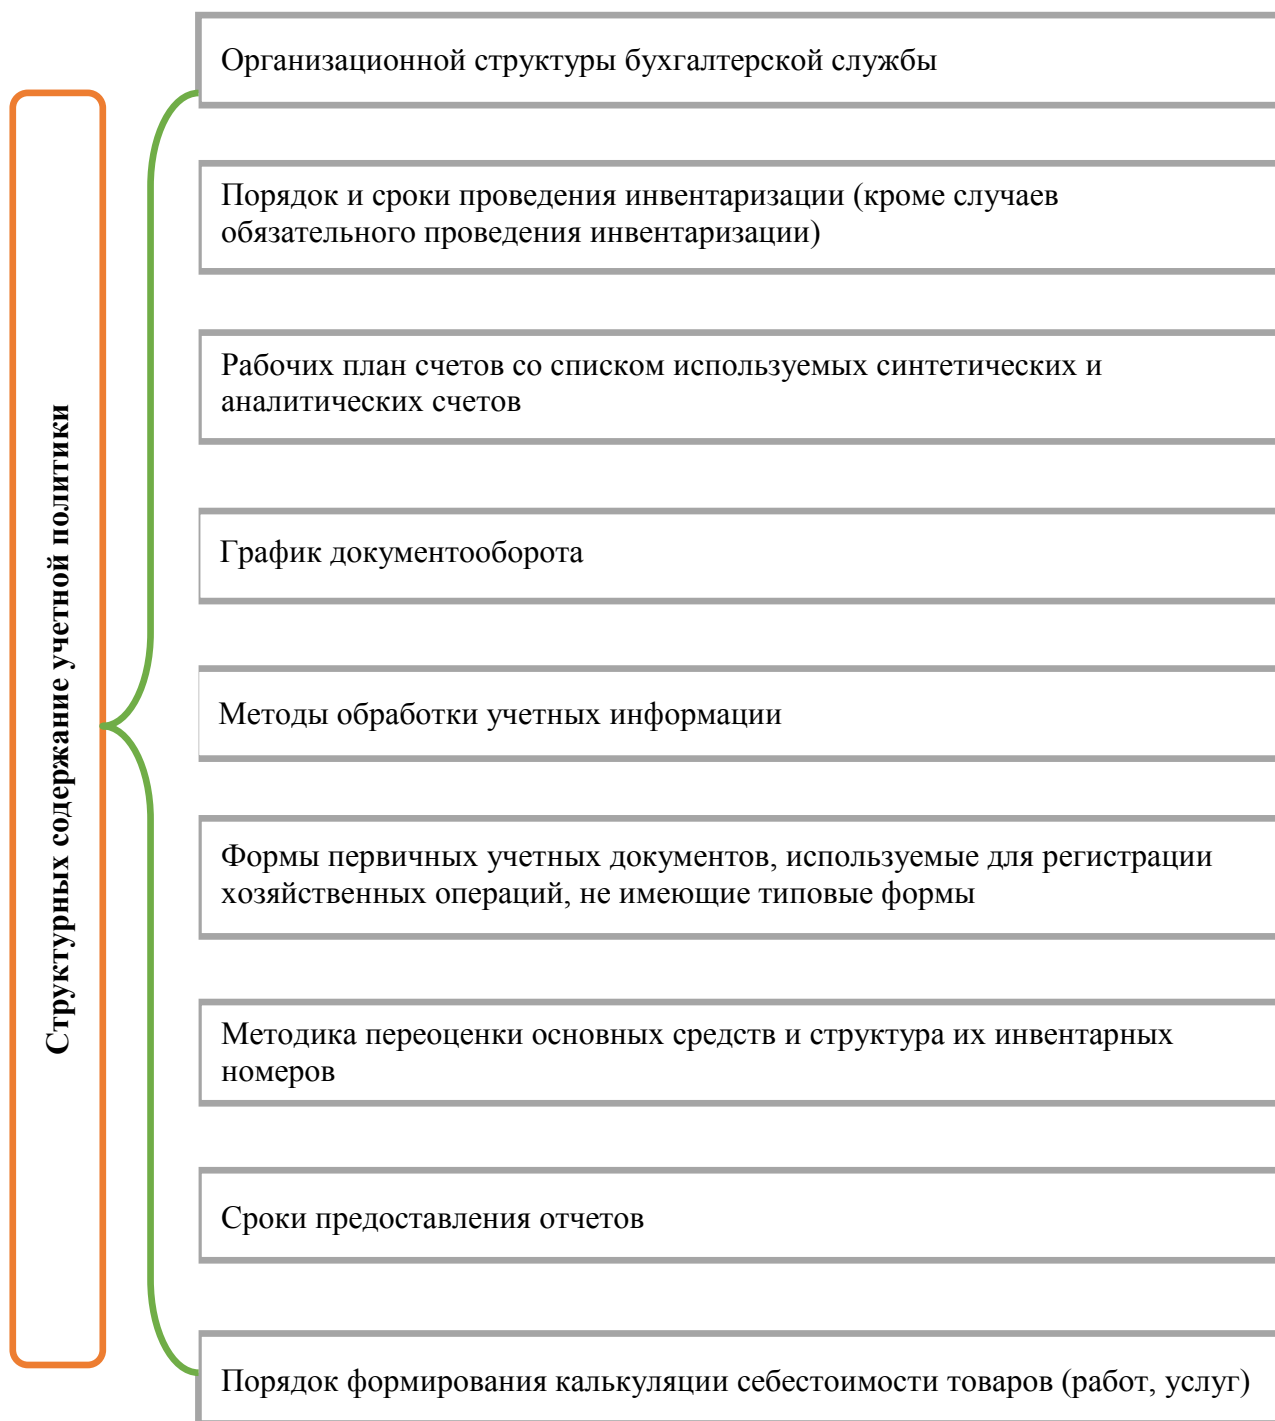 Структурных содержание учетной политики
Организационной структуры бухгалтерской службы
Порядок и сроки проведения инвентаризации (кроме случаев
обязательного проведения инвентаризации)
Рабочих план счетов со списком используемых синтетических и
аналитических счетов
График документооборота
Методы обработки учетных информации
Формы первичных учетных документов, используемые для регистрации
хозяйственных операций, не имеющие типовые формы
Методика переоценки основных средств и структура их инвентарных
номеров
Сроки предоставления отчетов
Порядок формирования калькуляции себестоимости товаров (работ, услуг)